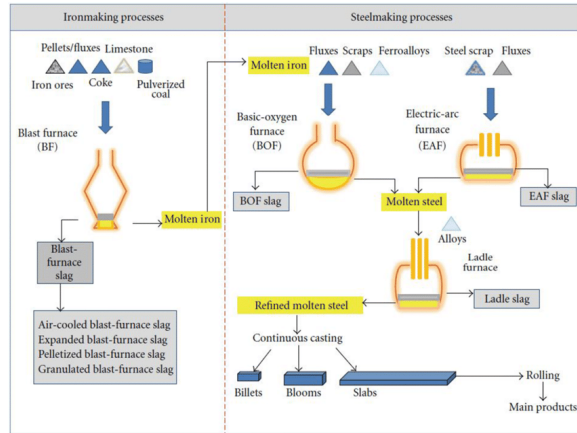 Ironmaking processes
Pellets/fluxes
Limestone
Iron ores
Coke
Pulverized
coal
Blast furnace
(BF)
Molten iron
Blast-
furnace
slag
Air-cooled blast-furnace slag
Expanded blast-furnace slag
Pelletized blast-furnace slag
Granulated blast-furnace slag
Steelmaking processes
Molten iron
Fluxes
Scraps
Ferroalloys
Steel scrap
Fluxes
Basic-oxygen
furnace
(BOF)
Electric-arc
furnace
(EAF)
BOF slag
Molten steel
EAF slag
Alloys
Ladle
furnace
Refined molten steel
Ladle slag
Continuous casting
Billets
Blooms
Slabs
Rolling
Main products